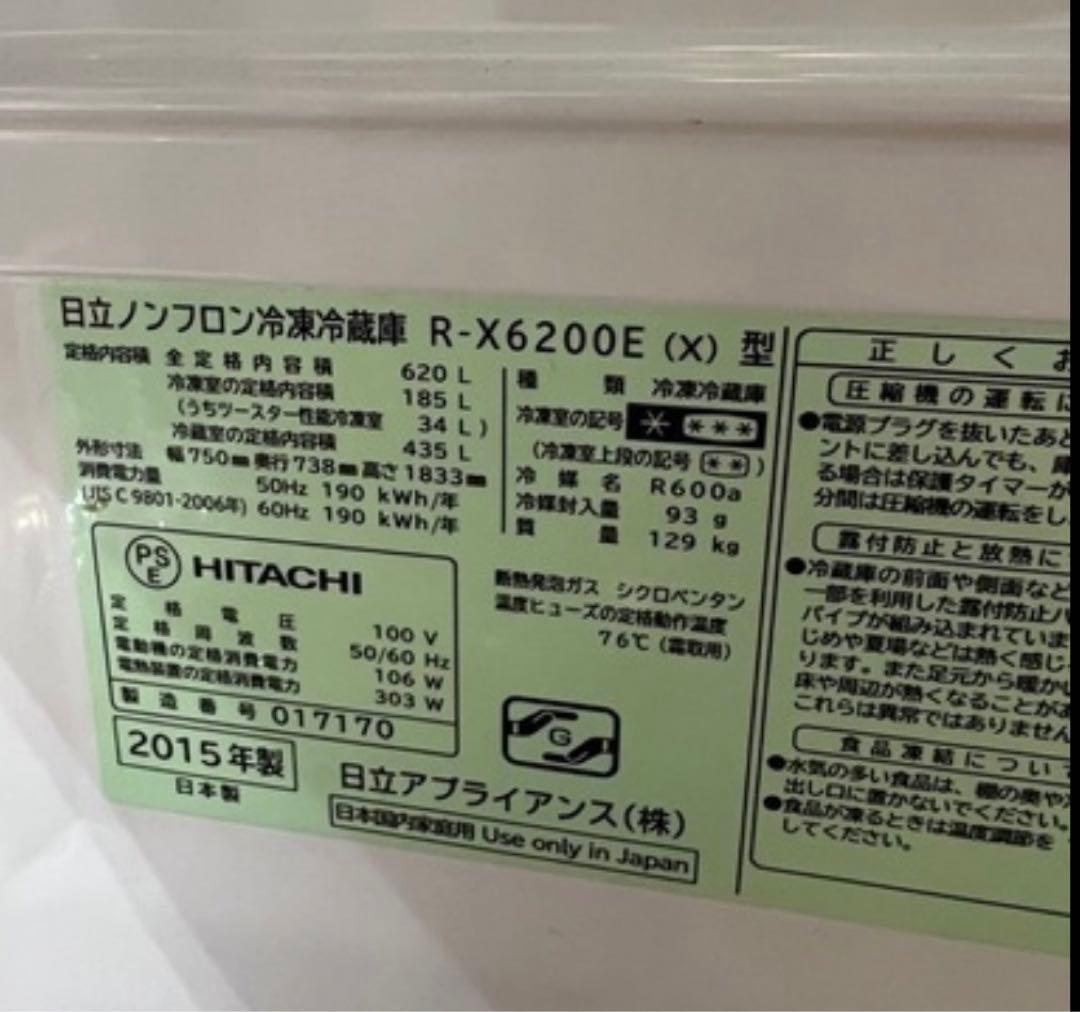 日立ノンフロン冷凍冷蔵庫 R-X6200E (X) 型
定格内容積 全定格内容積 620 L
冷凍室の定格内容積 185 L
(うちツースター性能冷凍室 34 L)
冷蔵室の定格内容積 435 L
外形寸法 幅750mm奥行738mm高さ1833mm
消費電力量 50Hz 190 kWh/年
(JIS C 9801-2006年) 60Hz 190 kWh/年
種類 冷凍冷蔵庫
冷凍室の記号 * ***
(冷凍室上段の記号 **)
冷媒名 R600a
冷媒封入量 93 g
質量 129 kg
断熱発泡ガス シクロペンタン
温度ヒューズの定格動作温度
76℃ (霜取用)
PS
E
HITACHI
定格電圧 100 V
定格周波数 50/60 Hz
電動機の定格消費電力 106 W
電熱装置の定格消費電力 303 W
製造番号 017170
2015年製
日本製
G
日立アプライアンス(株)
日本国内家庭用 Use only in Japan
正しくお
圧縮機の運転に
●電源プラグを抜いたあと
ントに差し込んでも、庫
る場合は保護タイマーが
分間は圧縮機の運転をし
露付防止と放熱に
●冷蔵庫の前面や側面など
一部を利用した露付防止パ
パイプが組み込まれていま
じめや夏場などは熱く感じ
ります。また足元から暖かい
床や周辺が熱くなることがあ
これらは異常ではありません
食品凍結について
●水気の多い食品は、棚の奥や
出し口に置かないでください。
●食品が凍るときは温度調節を
してください。